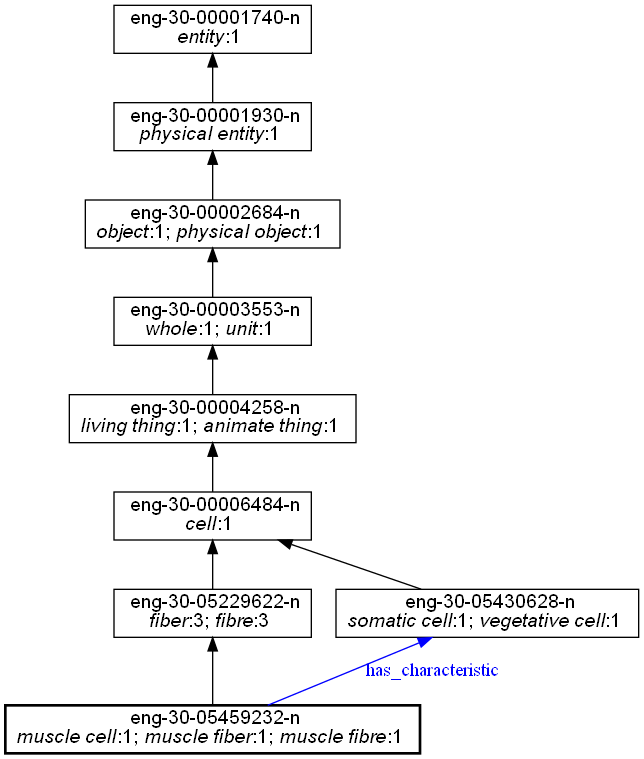 eng-30-00001740-n
entity:1
eng-30-00001930-n
physical entity:1
eng-30-00002684-n
object:1; physical object:1
eng-30-00003553-n
whole:1; unit:1
eng-30-00004258-n
living thing:1; animate thing:1
eng-30-00006484-n
cell:1
eng-30-05229622-n
fiber:3; fibre:3
eng-30-05430628-n
somatic cell:1; vegetative cell:1
has_characteristic
eng-30-05459232-n
muscle cell:1; muscle fiber:1; muscle fibre:1